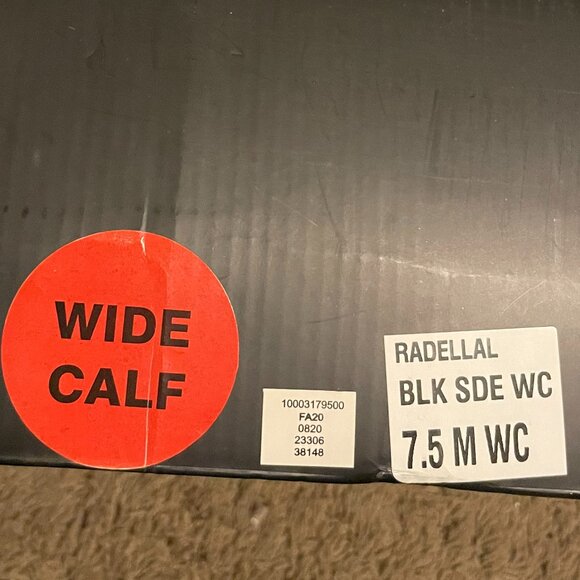 WIDE
CALF
10003179500
FA20
0820
23306
38148
RADELLAL
BLK SDE WC
7.5 M WC